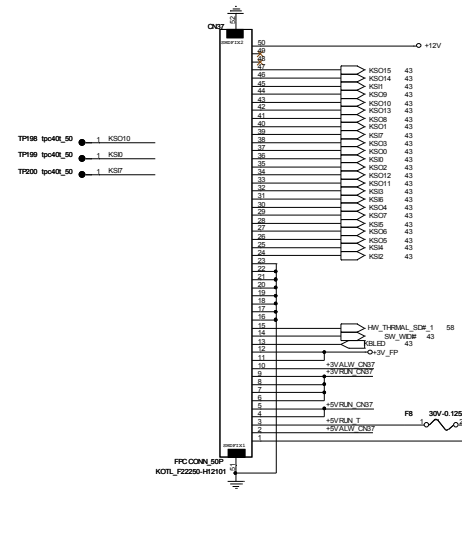 52
CN37
SMDFIX2
50 +12V
49
48
47 KSO15 43
46 KSO14 43
45 KSI1 43
44 KSO9 43
43 KSO10 43
42 KSO13 43
41 KSO8 43
40 KSO1 43
39 KSI7 43
38 KSO3 43
37 KSO0 43
36 KSI0 43
35 KSO2 43
34 KSO12 43
33 KSO11 43
32 KSI3 43
31 KSI6 43
30 KSO4 43
29 KSO7 43
28 KSI5 43
27 KSO6 43
26 KSO5 43
25 KSI4 43
24 KSI2 43
23
22
21
20
19
18
17
16
15 HW_THRMAL_SD#_1 58
14 SW_WID# 43
13 KBLED 43
12 +3V_FP
11
10 +3VALW_CN37
9 +3VRUN_CN37
8
7
6
5 +5VRUN_CN37
4
3 +5VRUN_T
2 +5VALW_CN37
1
TP198 tpc40t_50 1 KSO10
TP199 tpc40t_50 1 KSI0
TP200 tpc40t_50 1 KSI7
F8 30V-0.125
1 2
SMDFIX1
51
FPC CONN_50P
KOTL_F22250-H12101